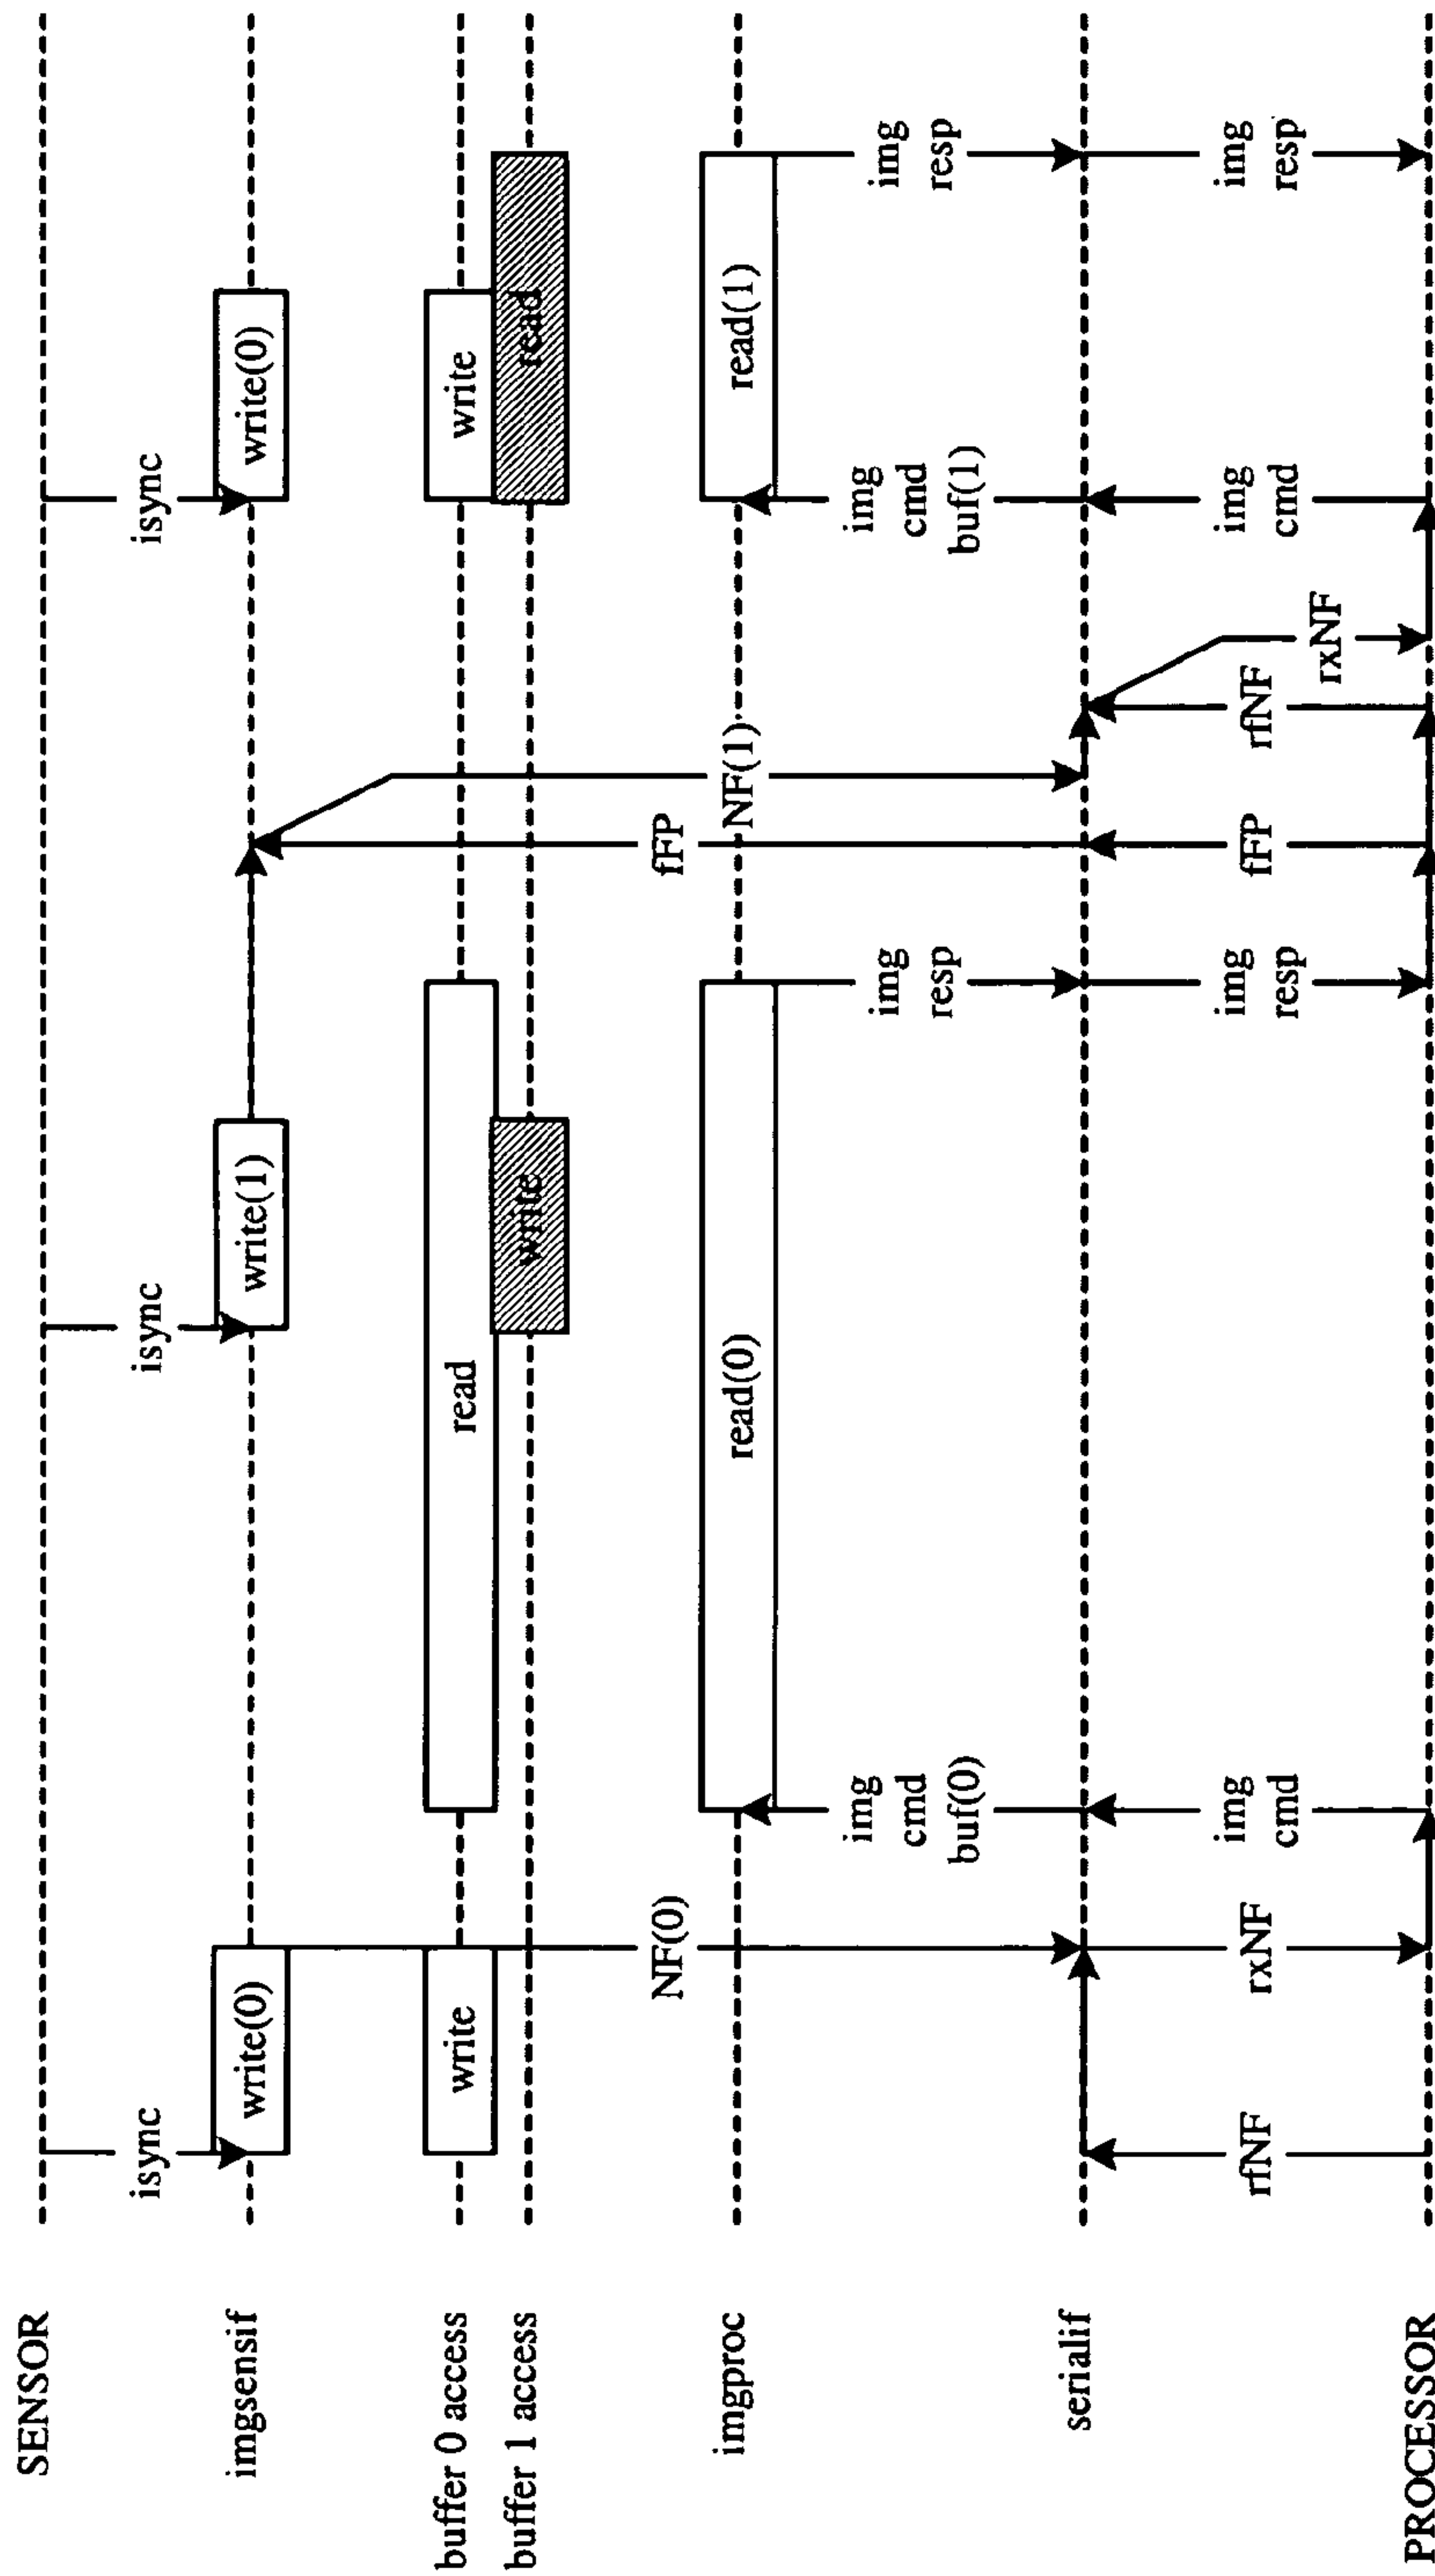 SENSOR
isync
isync
isync
imgsensif
write(0)
write(1)
write(0)
buffer 0 access
write
read
write
buffer 1 access
write
read
NF(0)
fFP
imgproc
read(0)
NF(1)
read(1)
img
cmd
buf(0)
img
resp
img
cmd
buf(1)
img
resp
serialif
rfNF
rxNF
img
cmd
img
resp
fFP
rfNF
rxNF
img
cmd
img
resp
PROCESSOR